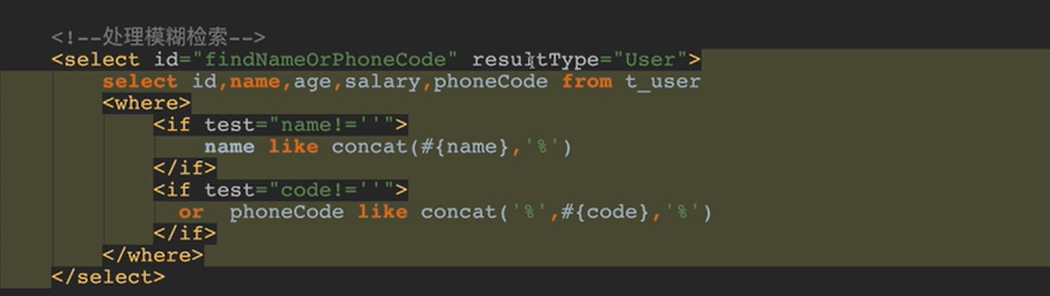 <!--处理模糊检索-->
<select id="findNameOrPhoneCode" resultType="User">
select id,name,age,salary,phoneCode from t_user
<where>
<if test="name!=''">
name like concat(#{name},'%')
</if>
<if test="code!=''">
or phoneCode like concat('%',#{code},'%')
</if>
</where>
</select>